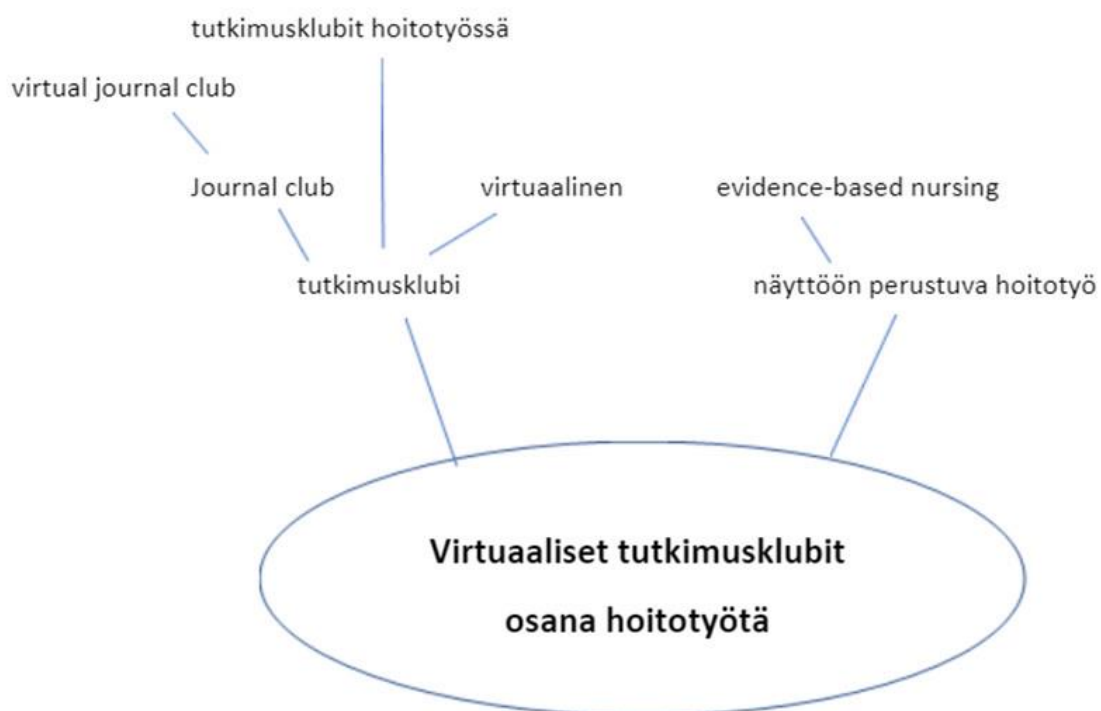 tutkimusklubit hoitotyössä
virtual journal club
Journal club
virtuaalinen
evidence-based nursing
tutkimusklubi
näyttöön perustuva hoitotyö
Virtuaaliset tutkimusklubit
osana hoitotyötä